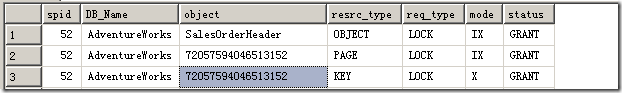 spid DB_Name object resrc_type req_type mode status
1 52 AdventureWorks SalesOrderHeader OBJECT LOCK IX GRANT
2 52 AdventureWorks 72057594046513152 PAGE LOCK IX GRANT
3 52 AdventureWorks 72057594046513152 KEY LOCK X GRANT